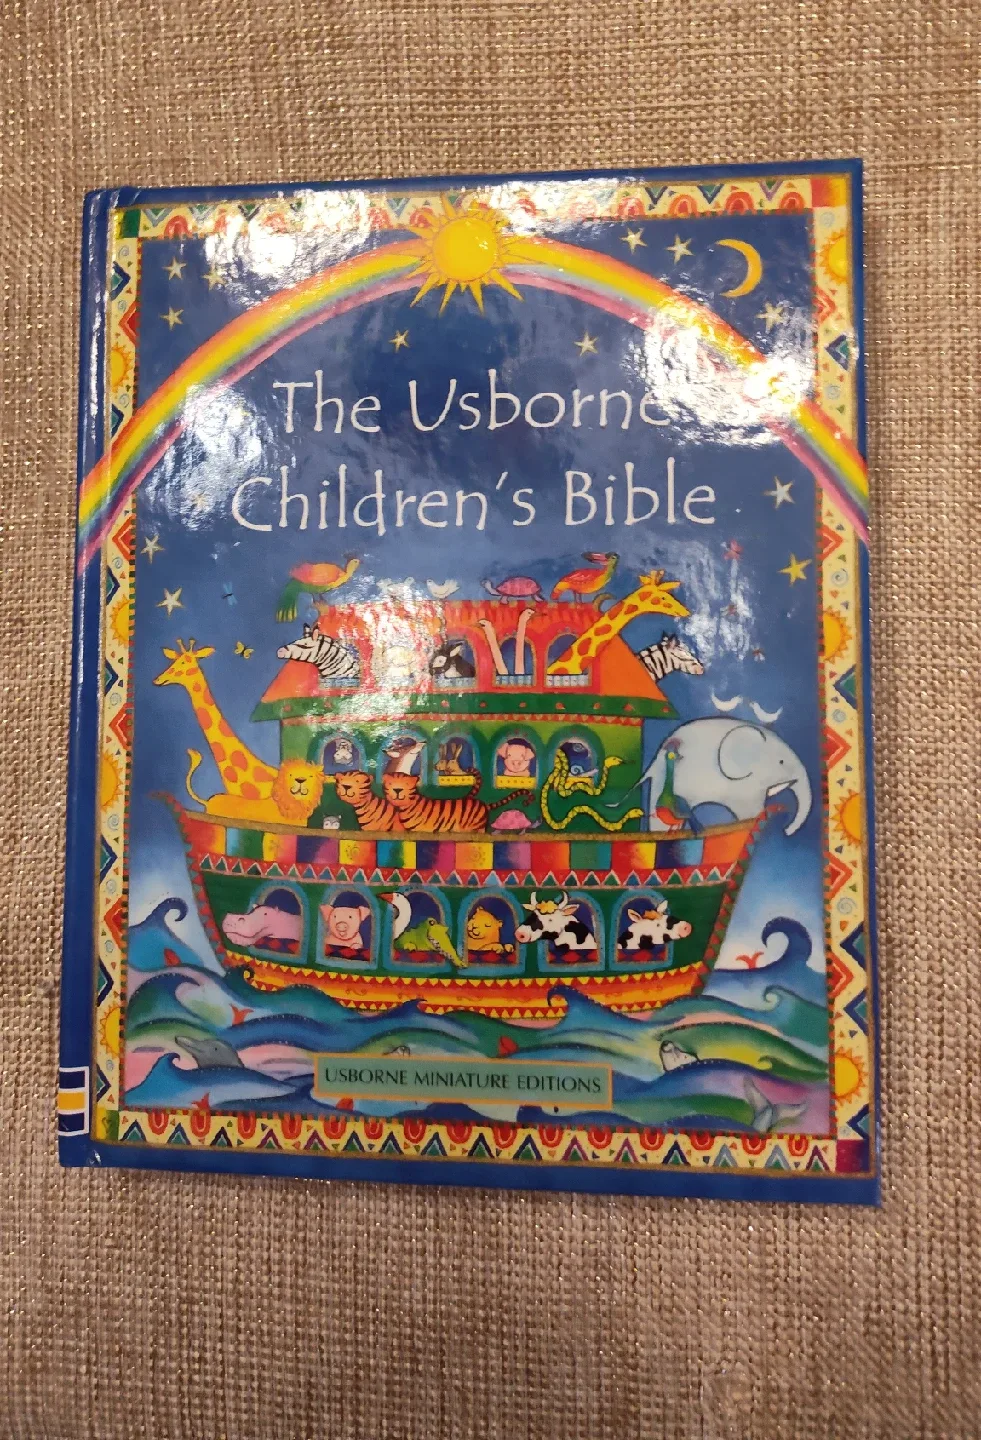 The Usborne
Children's Bible
USBORNE MINIATURE EDITIONS